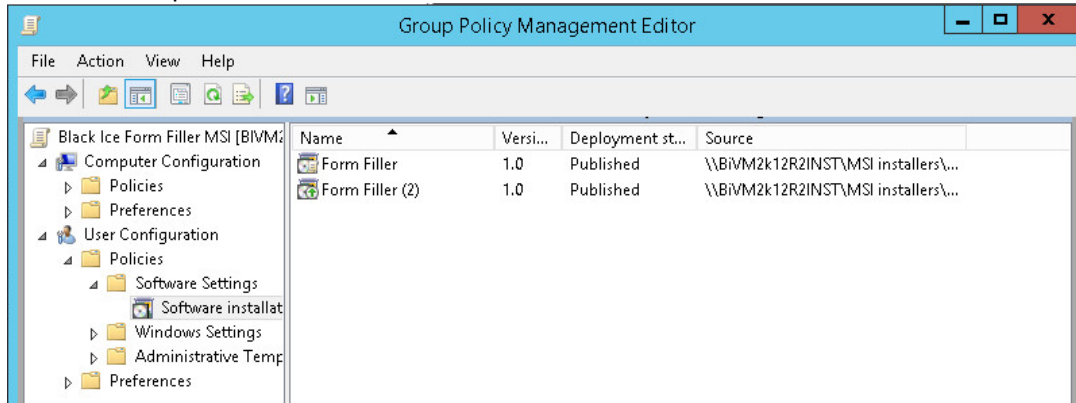 Group Policy Management Editor
File Action View Help
Black Ice Form Filler MSI [BIVM2
Computer Configuration
Policies
Preferences
User Configuration
Policies
Software Settings
Software installat
Windows Settings
Administrative Temp
Preferences
Name Versi... Deployment st... Source
Form Filler 1.0 Published \\BiVM2k12R2INST\MSI installers\...
Form Filler (2) 1.0 Published \\BiVM2k12R2INST\MSI installers\...